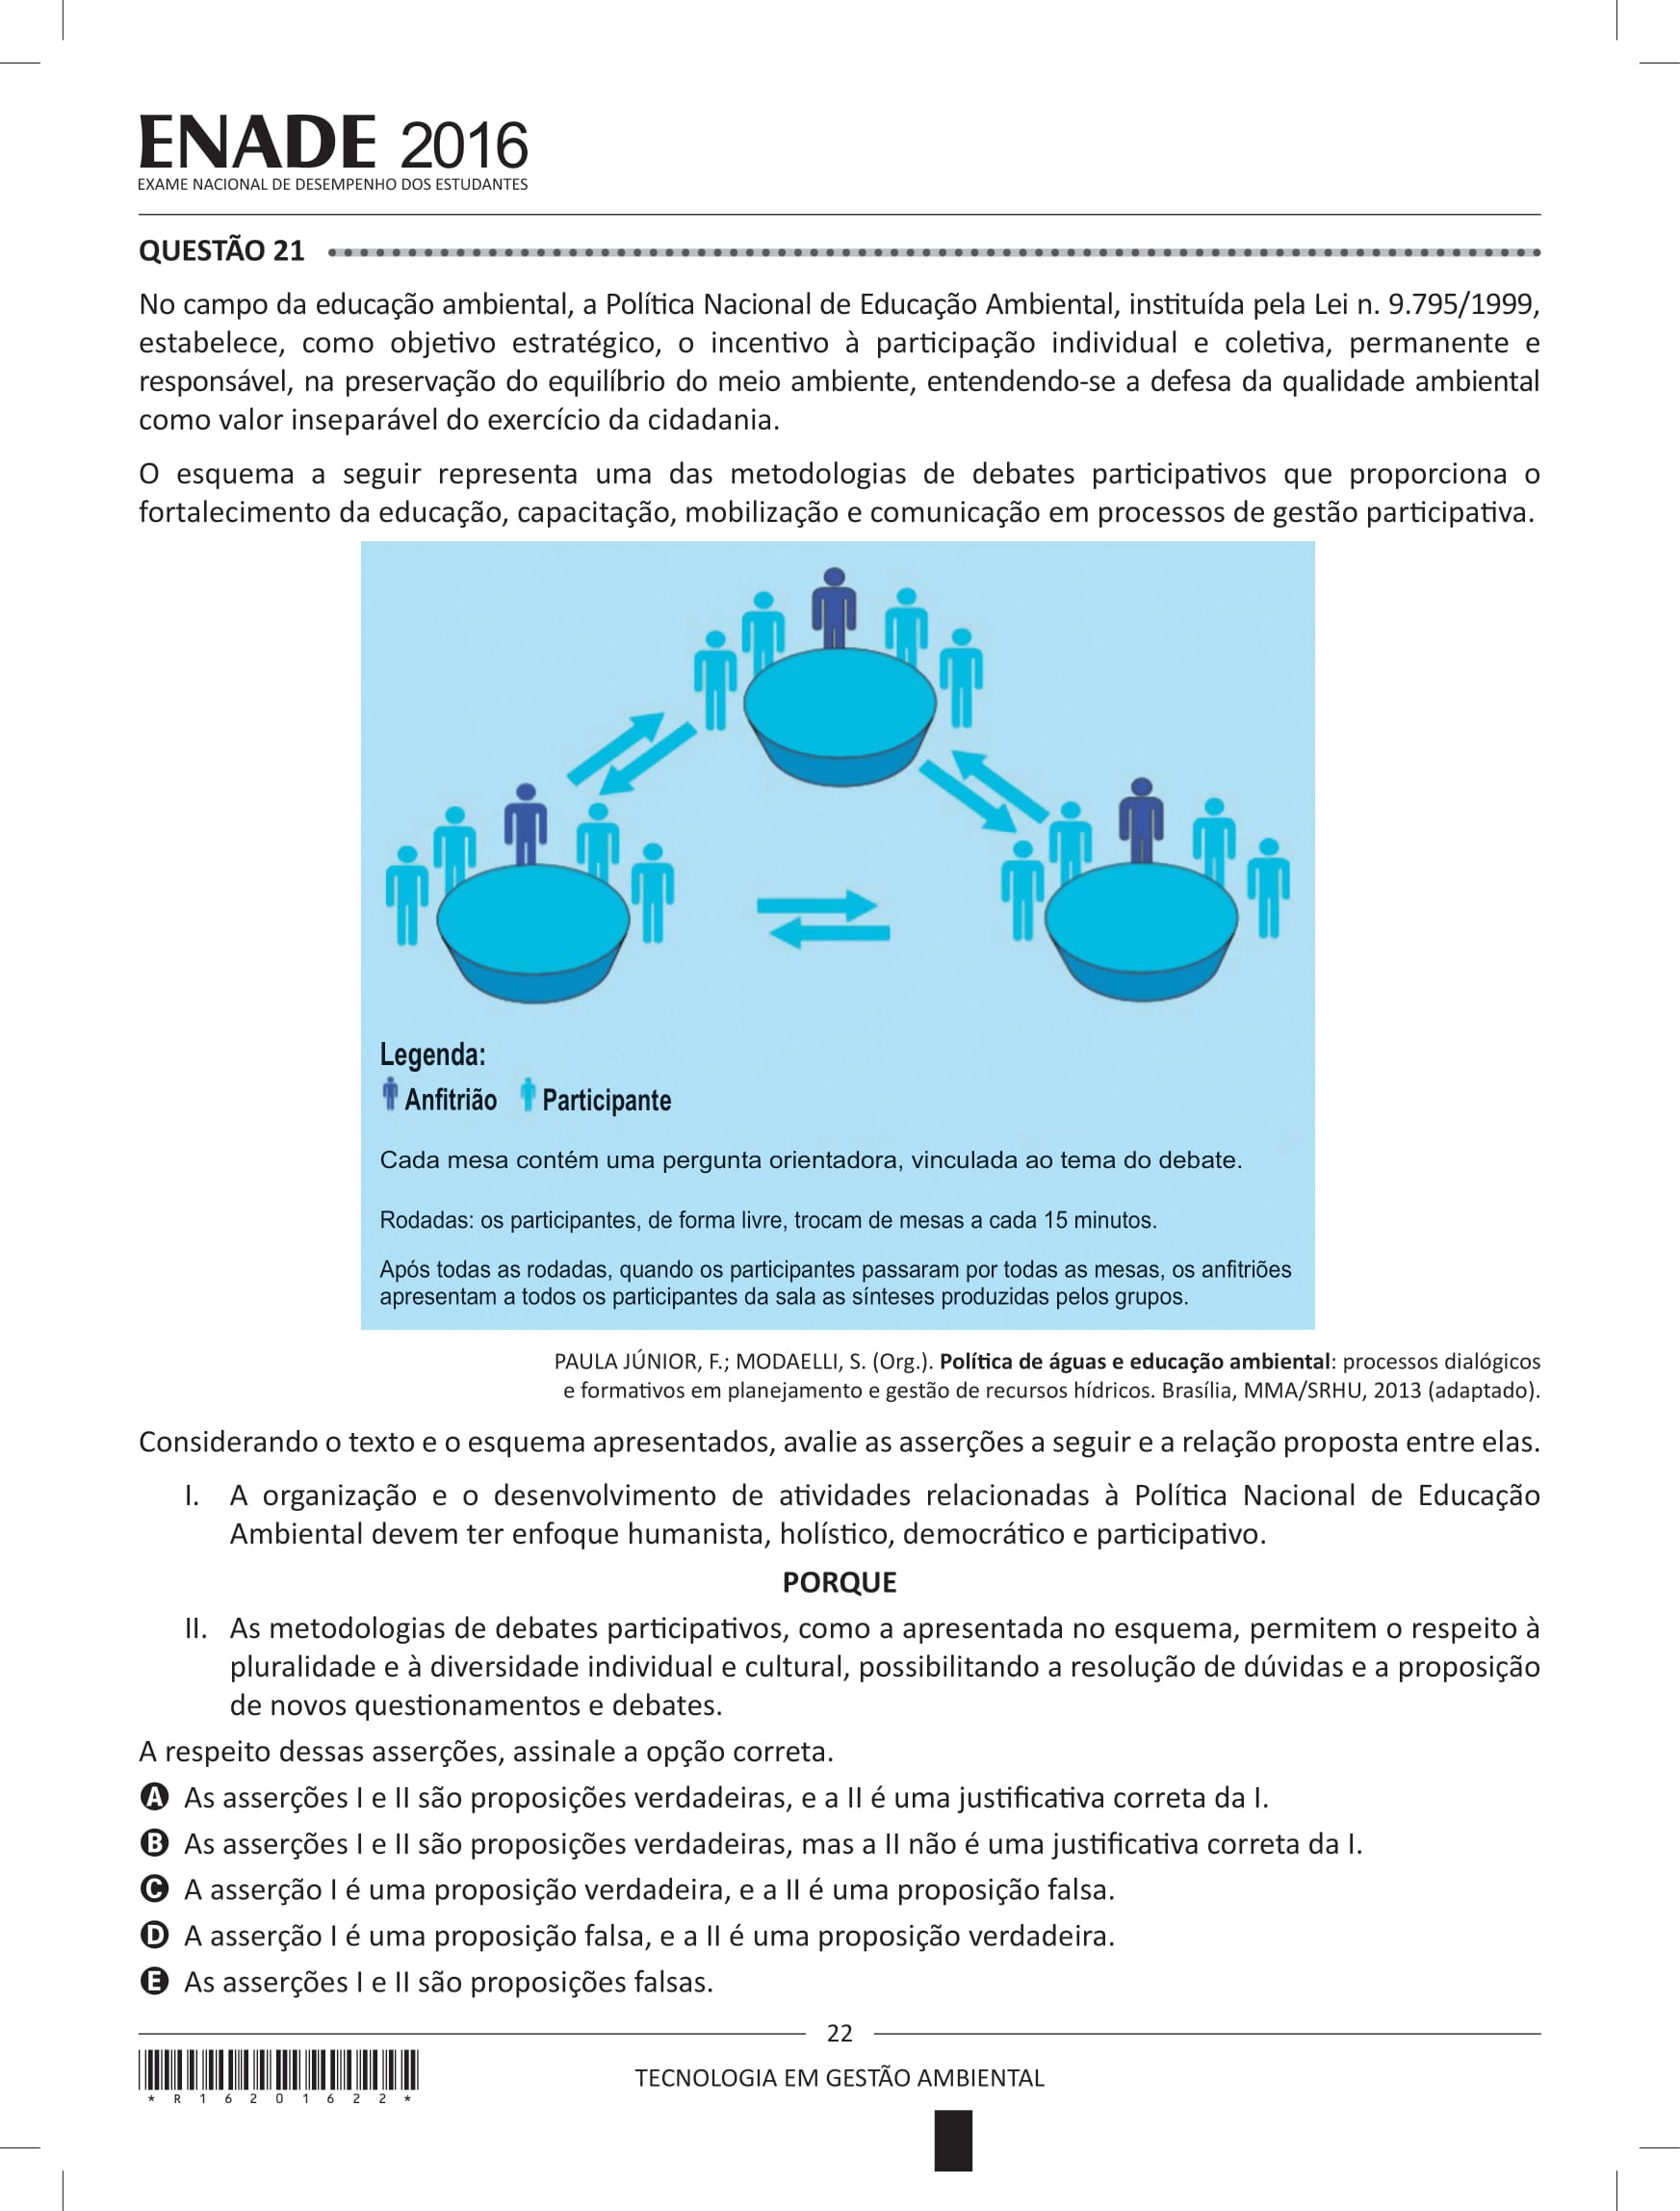 ENADE 2016
EXAME NACIONAL DE DESEMPENHO DOS ESTUDANTES
QUESTÃO 21
No campo da educação ambiental, a Política Nacional de Educação Ambiental, instituída pela Lei n. 9.795/1999,
estabelece, como objetivo estratégico, o incentivo à participação individual e coletiva, permanente e
responsável, na preservação do equilíbrio do meio ambiente, entendendo-se a defesa da qualidade ambiental
como valor inseparável do exercício da cidadania.
O esquema a seguir representa uma das metodologias de debates participativos que proporciona o
fortalecimento da educação, capacitação, mobilização e comunicação em processos de gestão participativa.
Legenda:
Anfitrião Participante
Cada mesa contém uma pergunta orientadora, vinculada ao tema do debate.
Rodadas: os participantes, de forma livre, trocam de mesas a cada 15 minutos.
Após todas as rodadas, quando os participantes passaram por todas as mesas, os anfitriões
apresentam a todos os participantes da sala as sínteses produzidas pelos grupos.
PAULA JÚNIOR, F.; MODAELLI, S. (Org.). Política de águas e educação ambiental: processos dialógicos
e formativos em planejamento e gestão de recursos hídricos. Brasília, MMA/SRHU, 2013 (adaptado).
Considerando o texto e o esquema apresentados, avalie as asserções a seguir e a relação proposta entre elas.
I. A organização e o desenvolvimento de atividades relacionadas à Política Nacional de Educação
Ambiental devem ter enfoque humanista, holístico, democrático e participativo.
PORQUE
II. As metodologias de debates participativos, como a apresentada no esquema, permitem o respeito à
pluralidade e à diversidade individual e cultural, possibilitando a resolução de dúvidas e a proposição
de novos questionamentos e debates.
A respeito dessas asserções, assinale a opção correta.
A As asserções I e II são proposições verdadeiras, e a II é uma justificativa correta da I.
B As asserções I e II são proposições verdadeiras, mas a II não é uma justificativa correta da I.
C A asserção I é uma proposição verdadeira, e a II é uma proposição falsa.
D A asserção I é uma proposição falsa, e a II é uma proposição verdadeira.
E As asserções I e II são proposições falsas.
22
TECNOLOGIA EM GESTÃO AMBIENTAL
* R 1 6 2 0 1 6 2 2 *